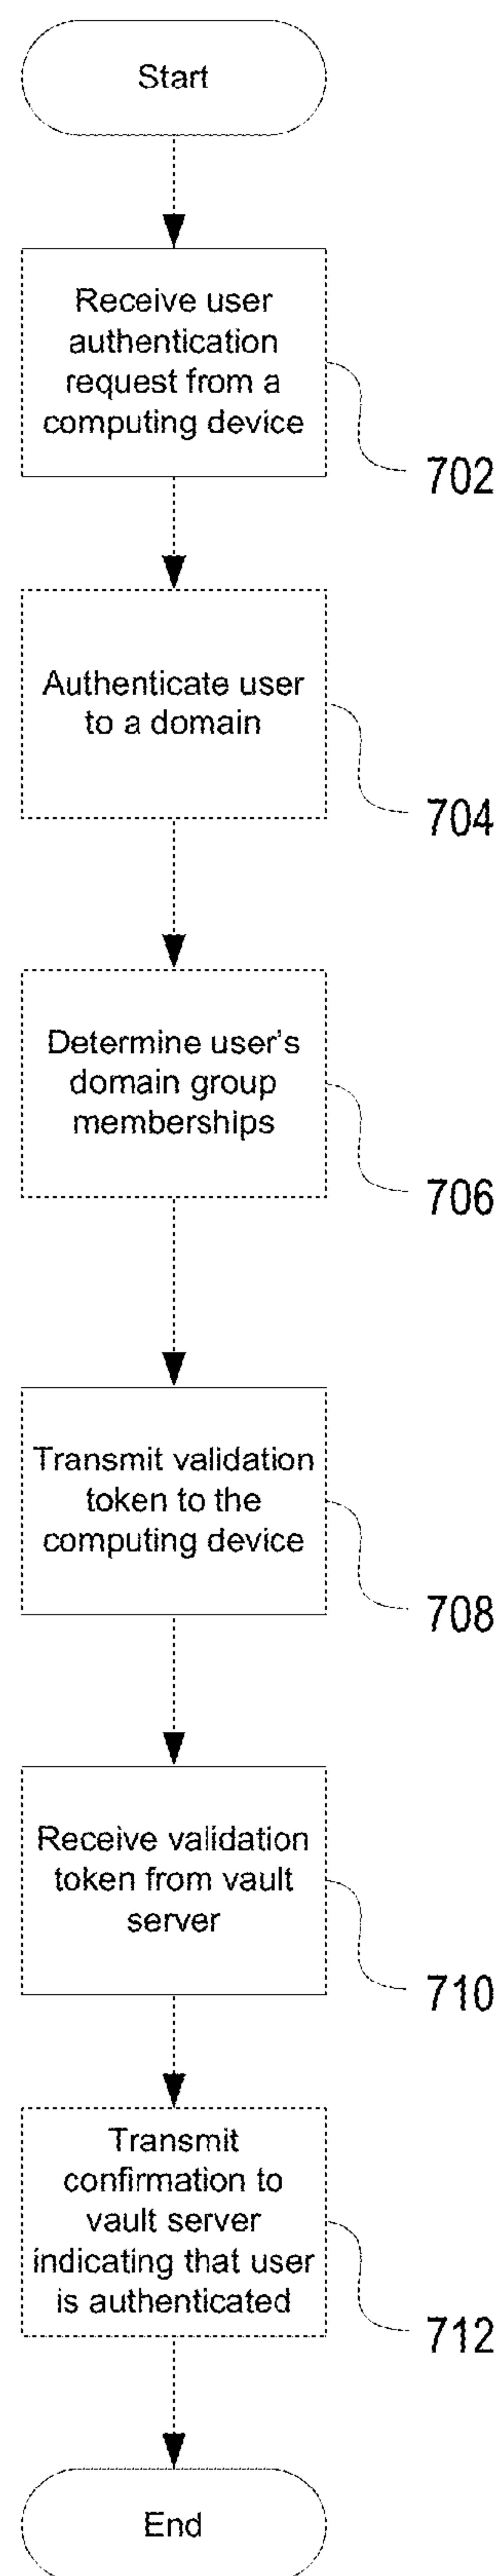 Start
Receive user
authentication
request from a
computing device
702
Authenticate user
to a domain
704
Determine user's
domain group
memberships
706
Transmit validation
token to the
computing device
708
Receive validation
token from vault
server
710
Transmit
confirmation to
vault server
indicating that user
is authenticated
712
End